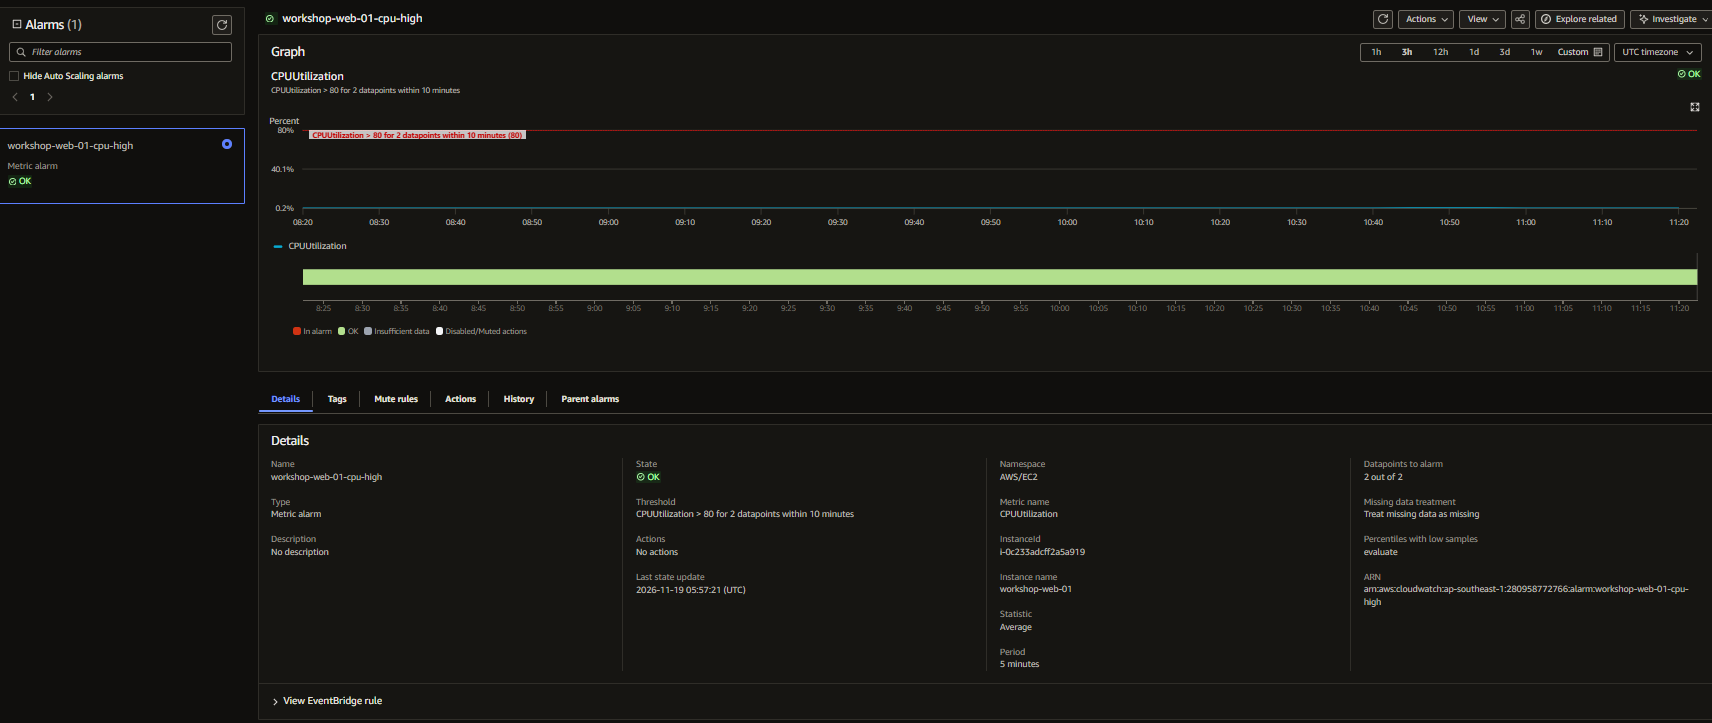 Alarms (1)
Filter alarms
Hide Auto Scaling alarms
1
workshop-web-01-cpu-high
Metric alarm
OK
workshop-web-01-cpu-high
Actions
View
Explore related
Investigate
Graph
1h 3h 12h 1d 3d 1w Custom UTC timezone
CPUUtilization
OK
CPUUtilization > 80 for 2 datapoints within 10 minutes
Percent
80%
CPUUtilization > 80 for 2 datapoints within 10 minutes (80)
40.1%
0.2%
08:20 08:30 08:40 08:50 09:00 09:10 09:20 09:30 09:40 09:50 10:00 10:10 10:20 10:30 10:40 10:50 11:00 11:10 11:20
CPUUtilization
8:25 8:30 8:35 8:40 8:45 8:50 8:55 9:00 9:05 9:10 9:15 9:20 9:25 9:30 9:35 9:40 9:45 9:50 9:55 10:00 10:05 10:10 10:15 10:20 10:25 10:30 10:35 10:40 10:45 10:50 10:55 11:00 11:05 11:10 11:15 11:20
In alarm OK Insufficient data Disabled/Muted actions
Details Tags Mute rules Actions History Parent alarms
Details
Name
workshop-web-01-cpu-high
Type
Metric alarm
Description
No description
State
OK
Threshold
CPUUtilization > 80 for 2 datapoints within 10 minutes
Actions
No actions
Last state update
2026-11-19 05:57:21 (UTC)
Namespace
AWS/EC2
Metric name
CPUUtilization
InstanceId
i-0c233adcff2a5a919
Instance name
workshop-web-01
Statistic
Average
Period
5 minutes
Datapoints to alarm
2 out of 2
Missing data treatment
Treat missing data as missing
Percentiles with low samples
evaluate
ARN
arn:aws:cloudwatch:ap-southeast-1:280958772766:alarm:workshop-web-01-cpu-
high
View EventBridge rule